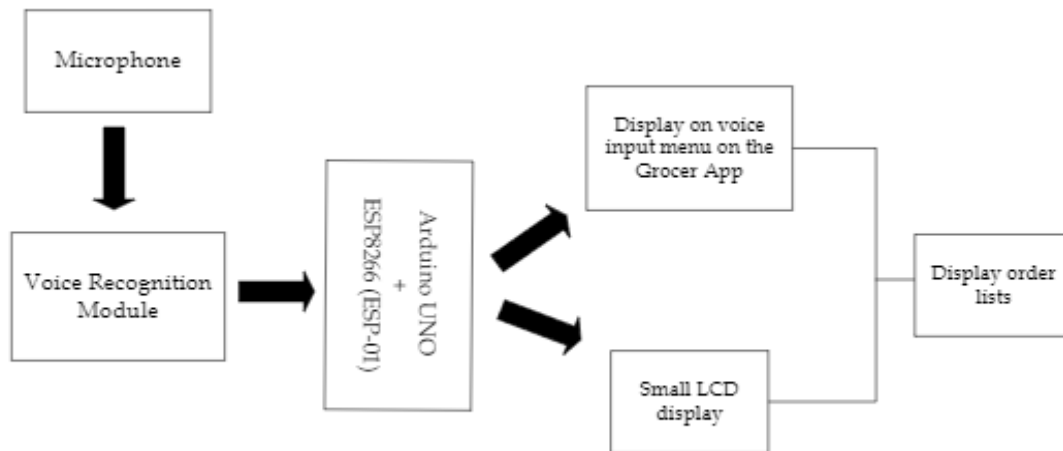 Microphone
Voice Recognition
Module
Arduino UNO
+
ESP8266 (ESP-01)
Display on voice
input menu on the
Grocer App
Small LCD
display
Display order
lists